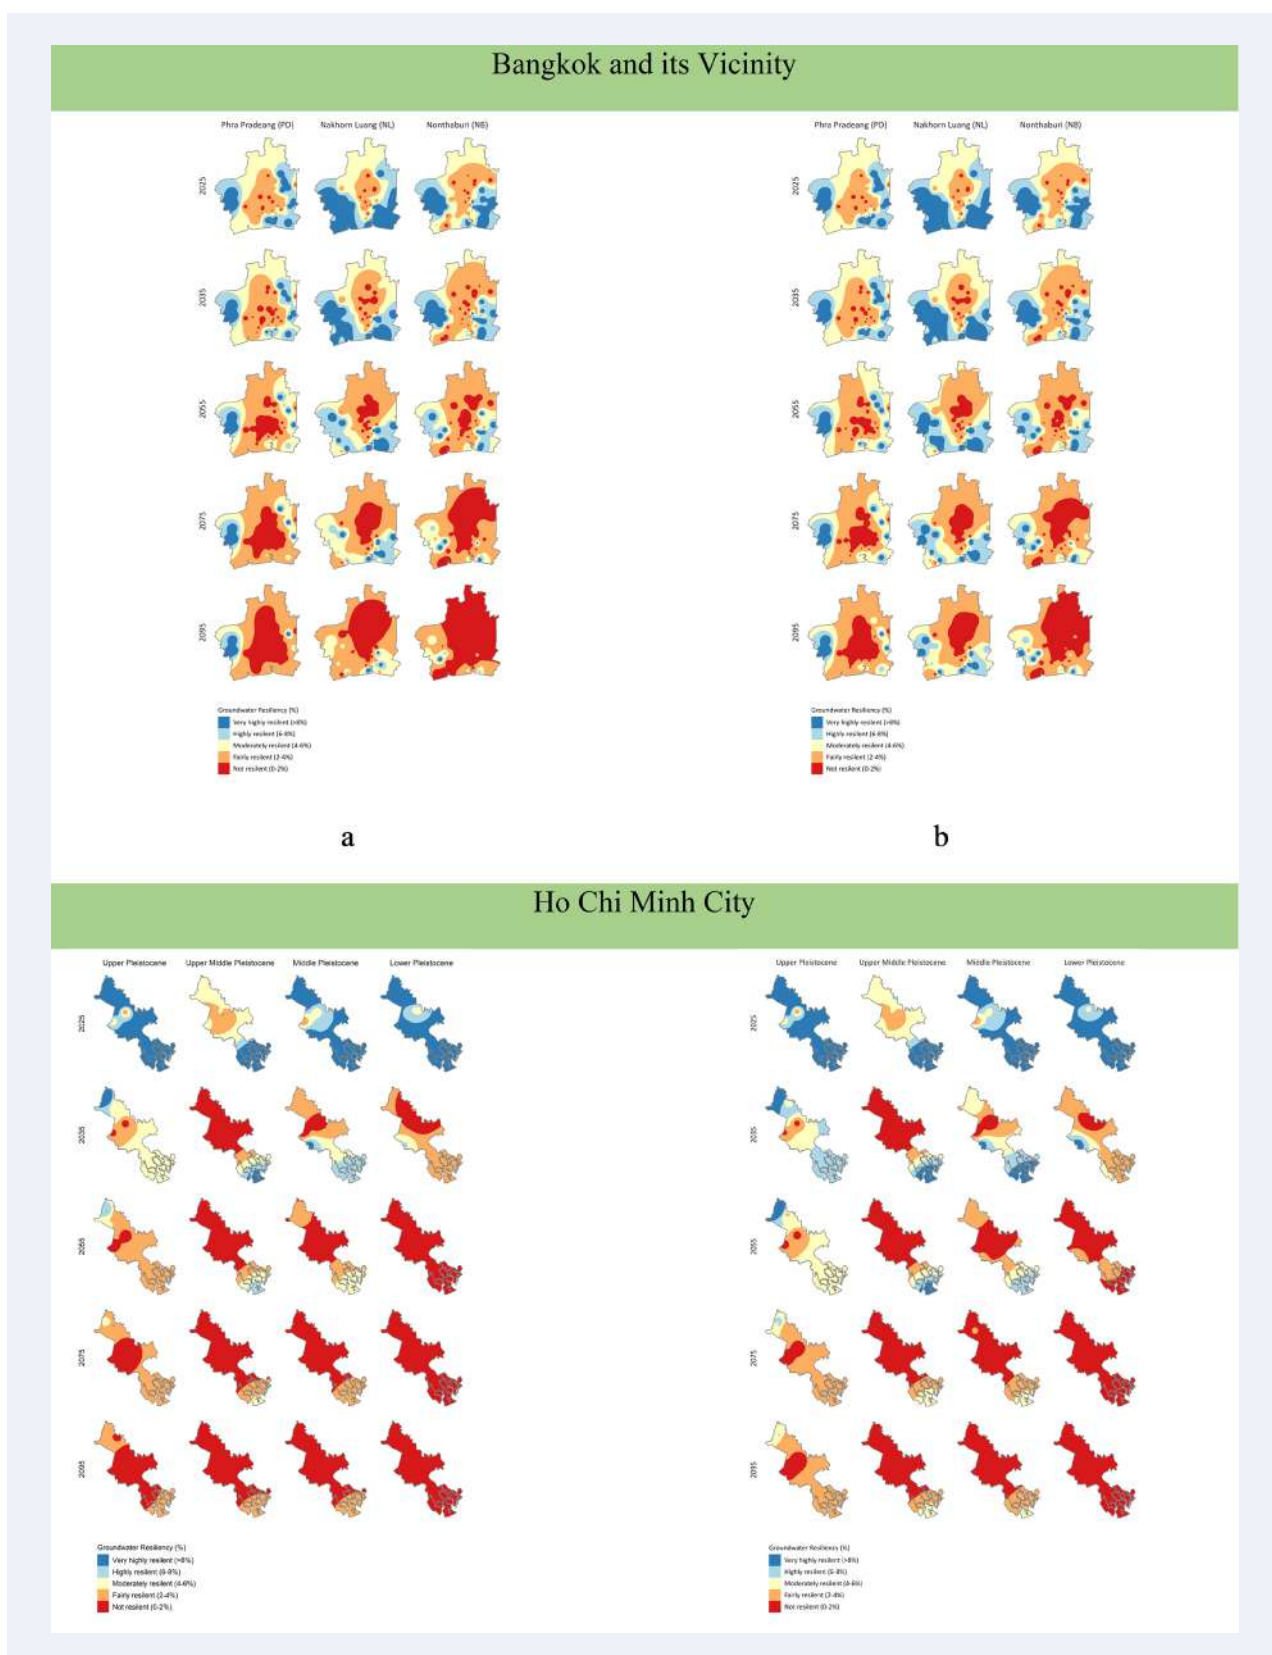 Bangkok and its Vicinity
Phra Pradeang (PD) Nakhorn Luang (NL) Nonthaburi (NB)
2025
2035
2055
2075
2095
Groundwater Resiliency (%)
Very highly resilient (>8%)
Highly resilient (6-8%)
Moderately resilient (4-6%)
Fairly resilient (2-4%)
Not resilient (0-2%)
a
Phra Pradeang (PD) Nakhorn Luang (NL) Nonthaburi (NB)
2025
2035
2055
2075
2095
Groundwater Resiliency (%)
Very highly resilient (>8%)
Highly resilient (6-8%)
Moderately resilient (4-6%)
Fairly resilient (2-4%)
Not resilient (0-2%)
b
Ho Chi Minh City
Upper Pleistocene Upper Middle Pleistocene Middle Pleistocene Lower Pleistocene
2025
2035
2055
2075
2095
Groundwater Resiliency (%)
Very highly resilient (>8%)
Highly resilient (6-8%)
Moderately resilient (4-6%)
Fairly resilient (2-4%)
Not resilient (0-2%)
Upper Pleistocene Upper Middle Pleistocene Middle Pleistocene Lower Pleistocene
2025
2035
2055
2075
2095
Groundwater Resiliency (%)
Very highly resilient (>8%)
Highly resilient (6-8%)
Moderately resilient (4-6%)
Fairly resilient (2-4%)
Not resilient (0-2%)